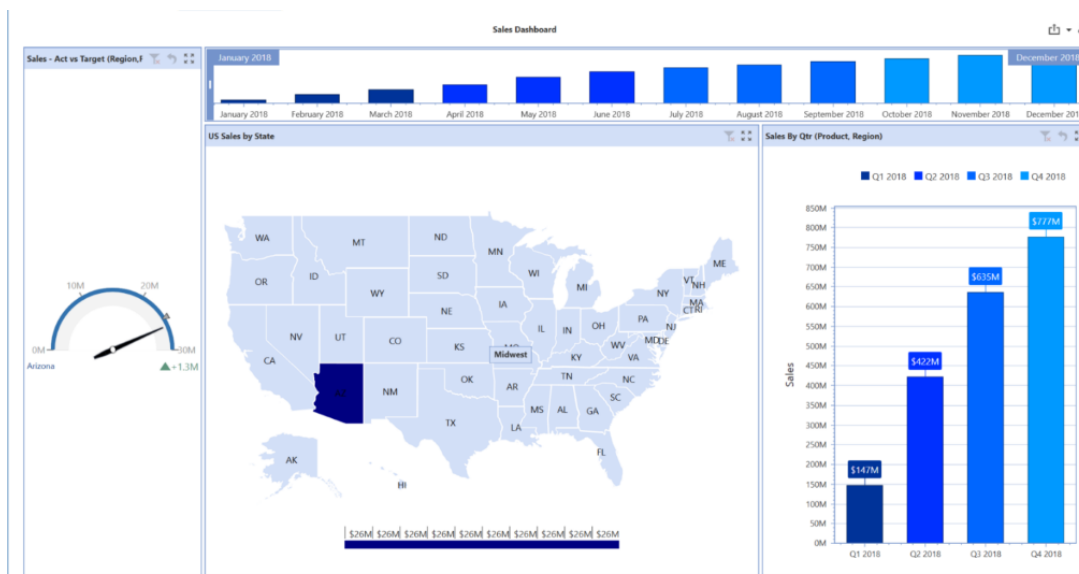 Sales Dashboard
Sales - Act vs Target (Region,F
January 2018
December 2018
January 2018 February 2018 March 2018 April 2018 May 2018 June 2018 July 2018 August 2018 September 2018 October 2018 November 2018 December 2018
US Sales by State
Sales By Qtr (Product, Region)
Q1 2018 Q2 2018 Q3 2018 Q4 2018
10M 20M
0M 30M
Arizona +1.3M
WA MT ND MN ME
OR ID SD WI MI NY VT NH
WY MA
CT RI
NE IA PA NJ
NV UT CO IL IN OH MD DE
CA KS WV VA
Midwest
KY
AZ NM OK AR TN NC
SC
TX MS AL GA
LA
FL
AK
HI
$26M $26M $26M $26M $26M $26M $26M $26M $26M
Sales
850M
800M
750M
700M
650M
600M
550M
500M
450M
400M
350M
300M
250M
200M
150M
100M
50M
0M
$147M
$422M
$635M
$777M
Q1 2018 Q2 2018 Q3 2018 Q4 2018